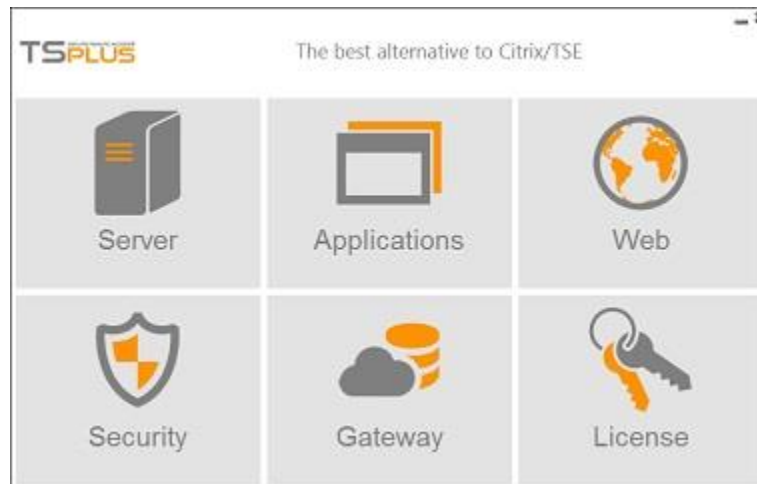 TSPLUS
The best alternative to Citrix/TSE
Server
Applications
Web
Security
Gateway
License